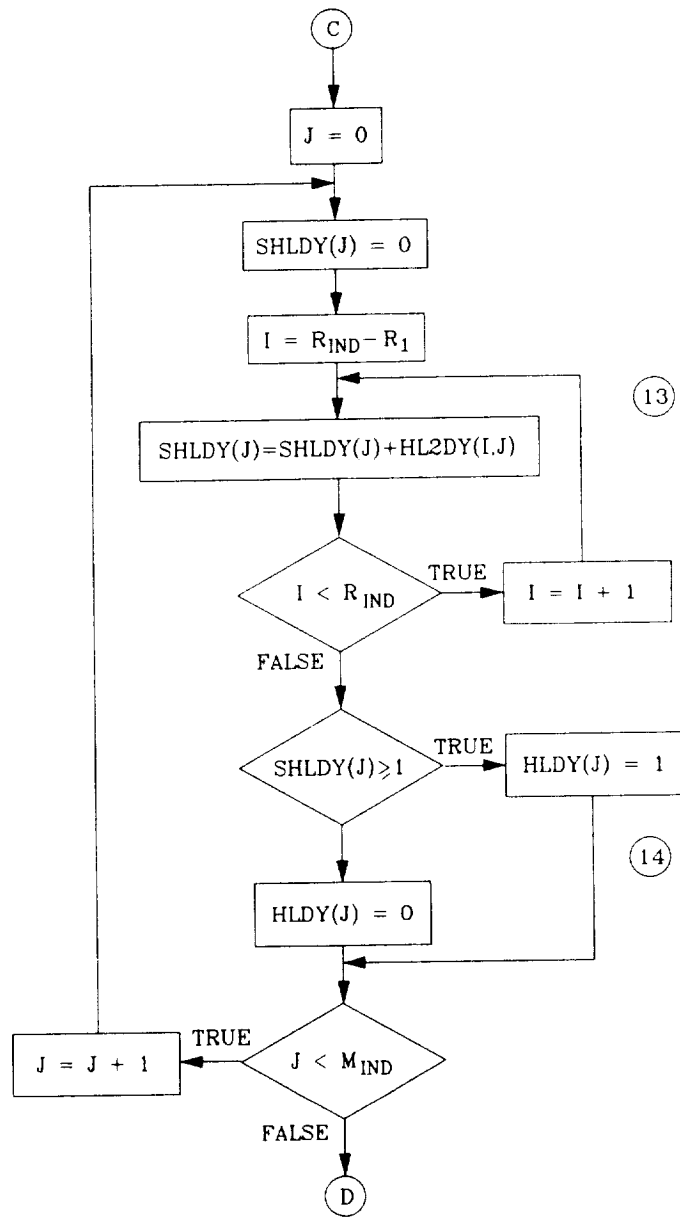 C
J = 0
SHLDY(J) = 0
I = R_IND - R_1
13
SHLDY(J)=SHLDY(J)+HL2DY(I,J)
I < R_IND
TRUE
I = I + 1
FALSE
SHLDY(J)⩾1
TRUE
HLDY(J) = 1
14
HLDY(J) = 0
J < M_IND
TRUE
J = J + 1
FALSE
D